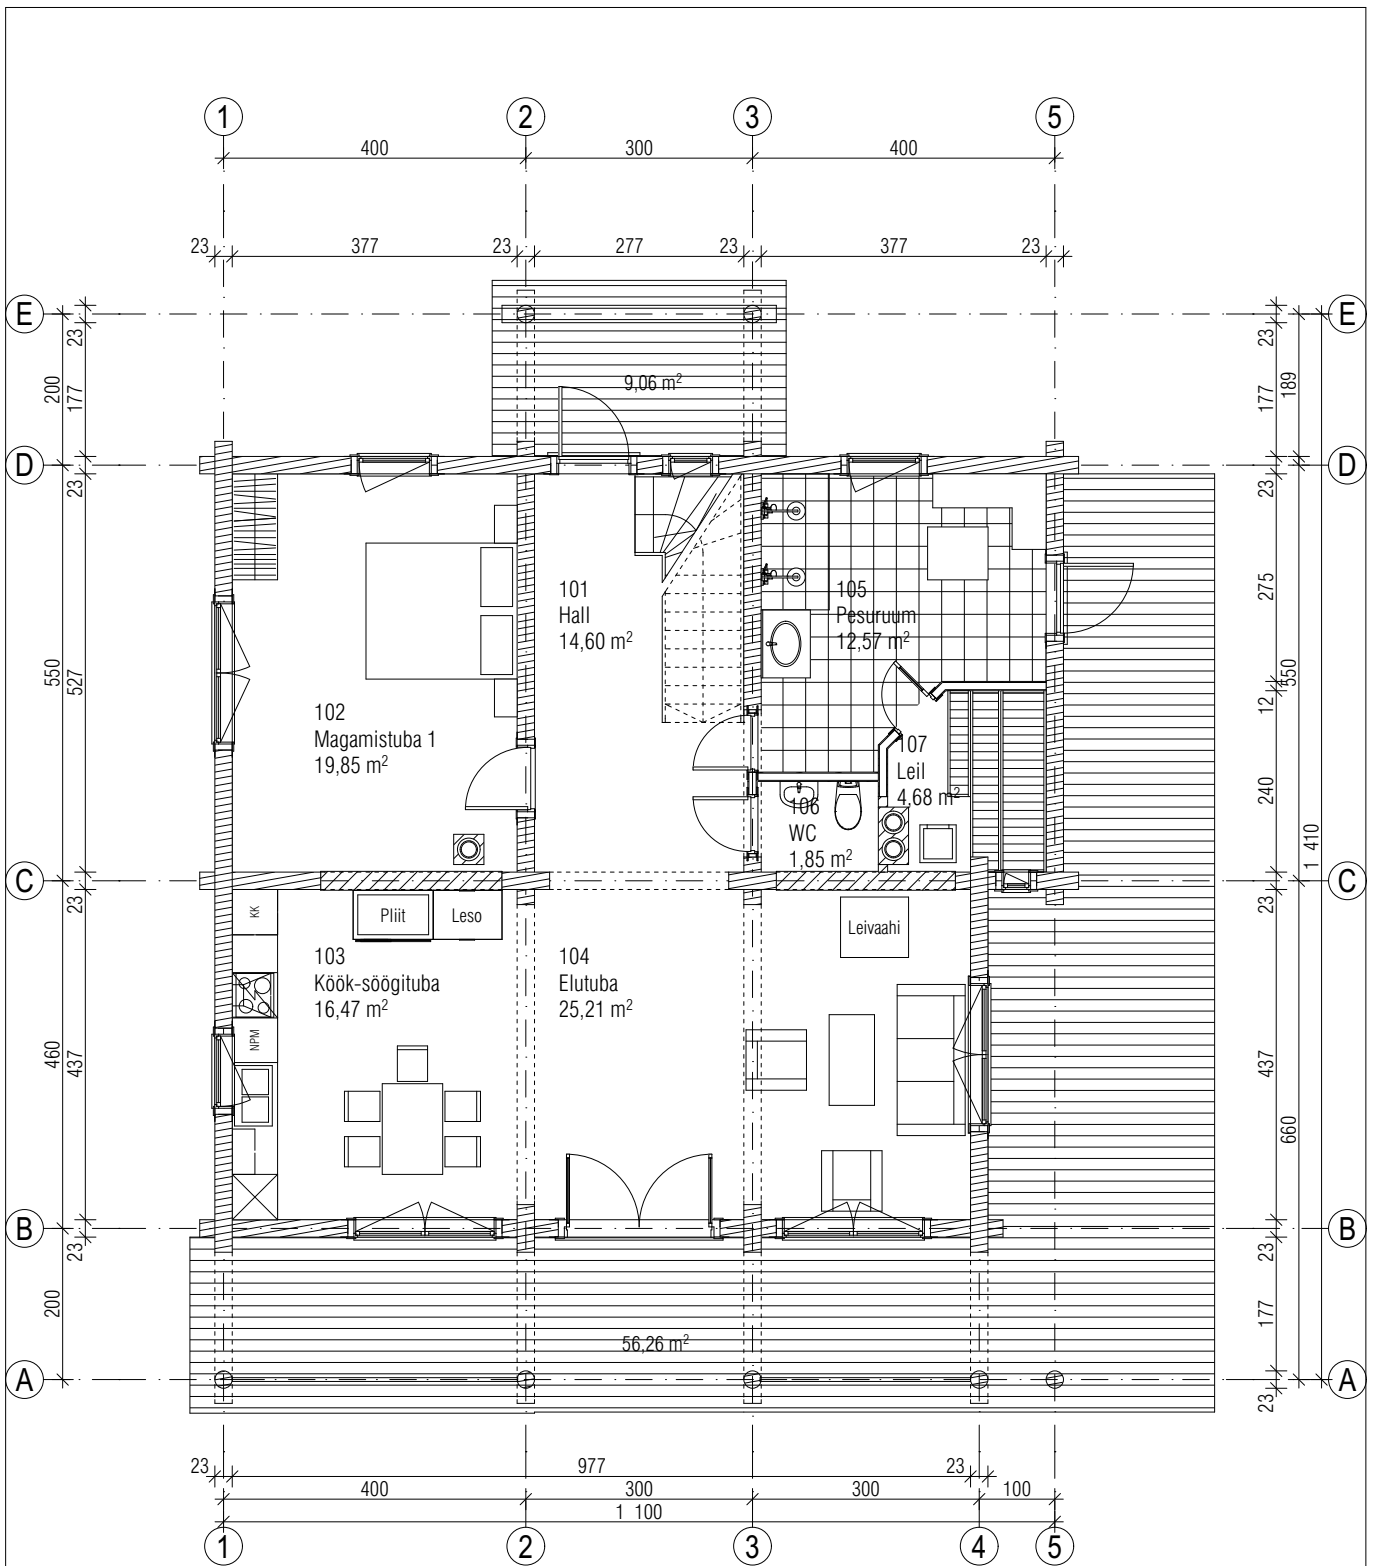 1 2 3 5
400 300 400
23 377 23 277 23 377 23
E E
23 23
200 177 177 189
9,06 m²
D D
23 23
101
Hall
14,60 m²
105
Pesuruum
12,57 m²
275
550 527 550
12
102
Magamistuba 1
19,85 m²
107
Leil
4,68 m²
240
106
WC
1,85 m²
1 410
C C
23 23
KK
Pliit Leso
Leivaahi
103
Köök-söögituba
16,47 m²
104
Elutuba
25,21 m²
NPM
460 437 437
660
B B
23 23
200 177
56,26 m²
A A
23
23 977 23
400 300 300 100
1 100
1 2 3 4 5